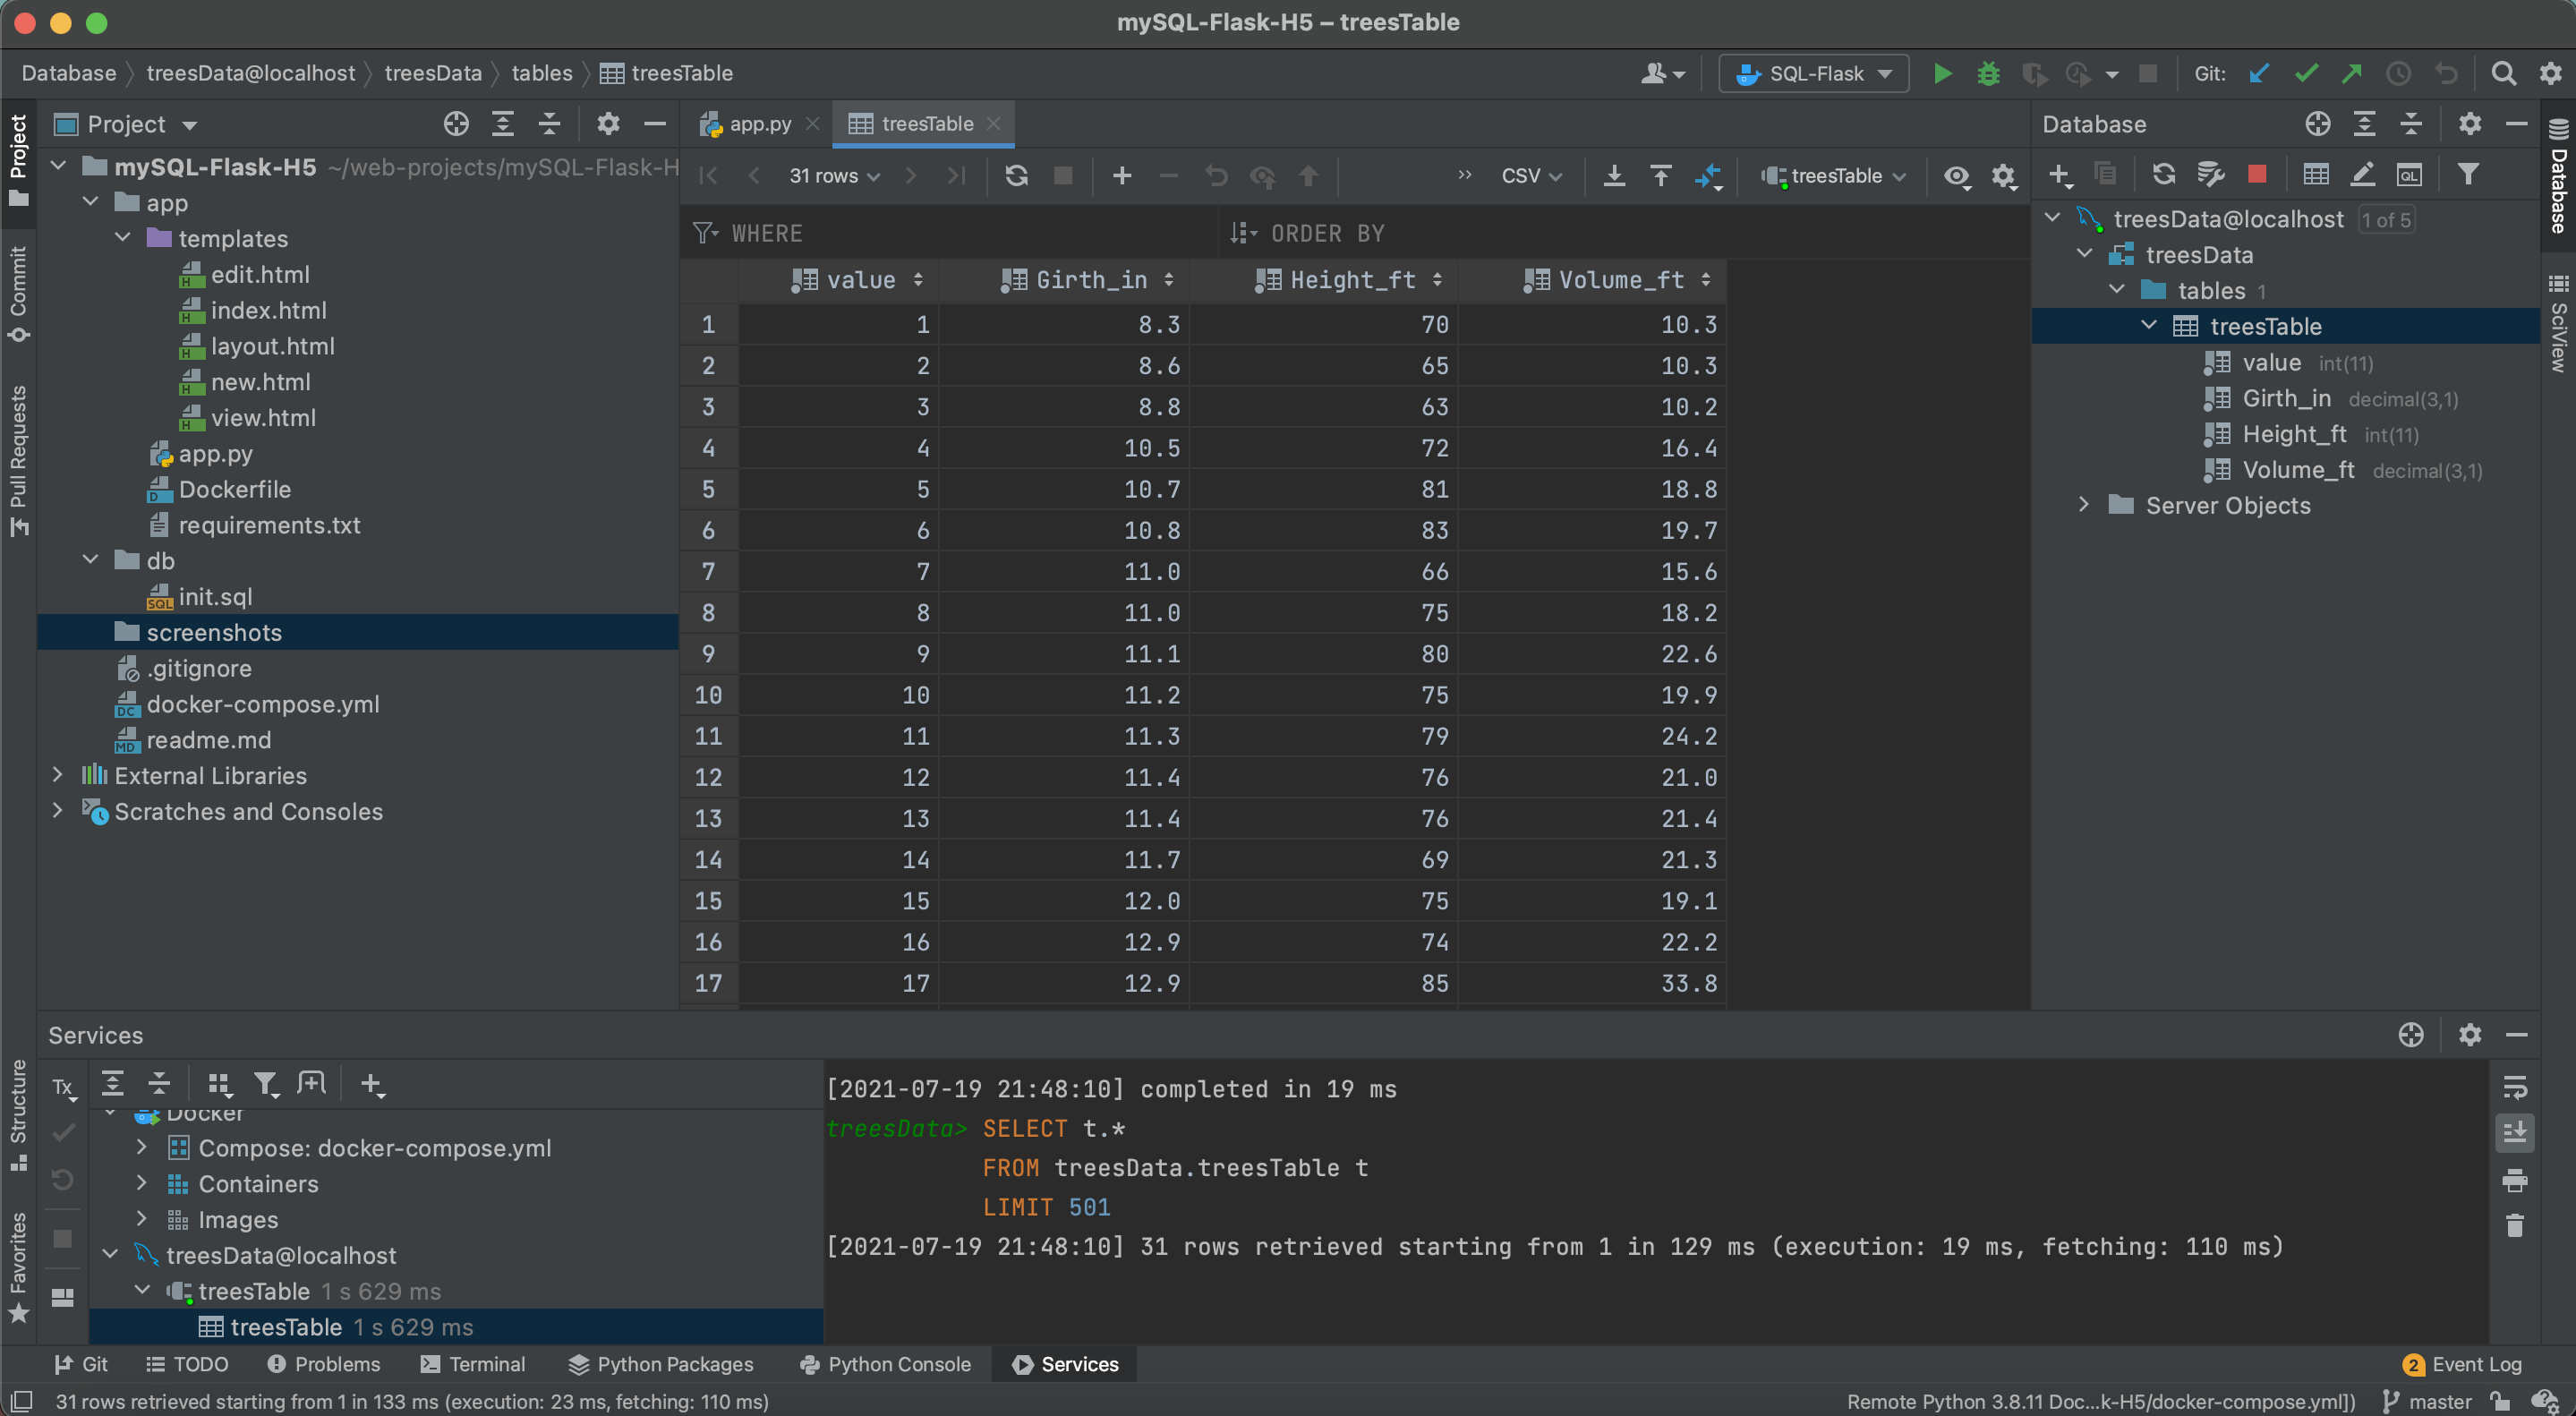 mySQL-Flask-H5 – treesTable
Database treesData@localhost treesData tables treesTable
SQL-Flask Git:
Project
mySQL-Flask-H5 ~/web-projects/mySQL-Flask-H
app
templates
edit.html
index.html
layout.html
new.html
view.html
app.py
Dockerfile
requirements.txt
db
init.sql
screenshots
.gitignore
docker-compose.yml
readme.md
External Libraries
Scratches and Consoles
Project
Commit
Pull Requests
Structure
Favorites
app.py treesTable
31 rows CSV treesTable
WHERE ORDER BY
value Girth_in Height_ft Volume_ft
1 1 8.3 70 10.3
2 2 8.6 65 10.3
3 3 8.8 63 10.2
4 4 10.5 72 16.4
5 5 10.7 81 18.8
6 6 10.8 83 19.7
7 7 11.0 66 15.6
8 8 11.0 75 18.2
9 9 11.1 80 22.6
10 10 11.2 75 19.9
11 11 11.3 79 24.2
12 12 11.4 76 21.0
13 13 11.4 76 21.4
14 14 11.7 69 21.3
15 15 12.0 75 19.1
16 16 12.9 74 22.2
17 17 12.9 85 33.8
Database
treesData@localhost 1 of 5
treesData
tables 1
treesTable
value int(11)
Girth_in decimal(3,1)
Height_ft int(11)
Volume_ft decimal(3,1)
Server Objects
Database
SciView
Services
Tx
Docker
Compose: docker-compose.yml
Containers
Images
treesData@localhost
treesTable 1 s 629 ms
treesTable 1 s 629 ms
[2021-07-19 21:48:10] completed in 19 ms
treesData> SELECT t.*
FROM treesData.treesTable t
LIMIT 501
[2021-07-19 21:48:10] 31 rows retrieved starting from 1 in 129 ms (execution: 19 ms, fetching: 110 ms)
Git TODO Problems Terminal Python Packages Python Console Services 2 Event Log
31 rows retrieved starting from 1 in 133 ms (execution: 23 ms, fetching: 110 ms) Remote Python 3.8.11 Doc...k-H5/docker-compose.yml]) master